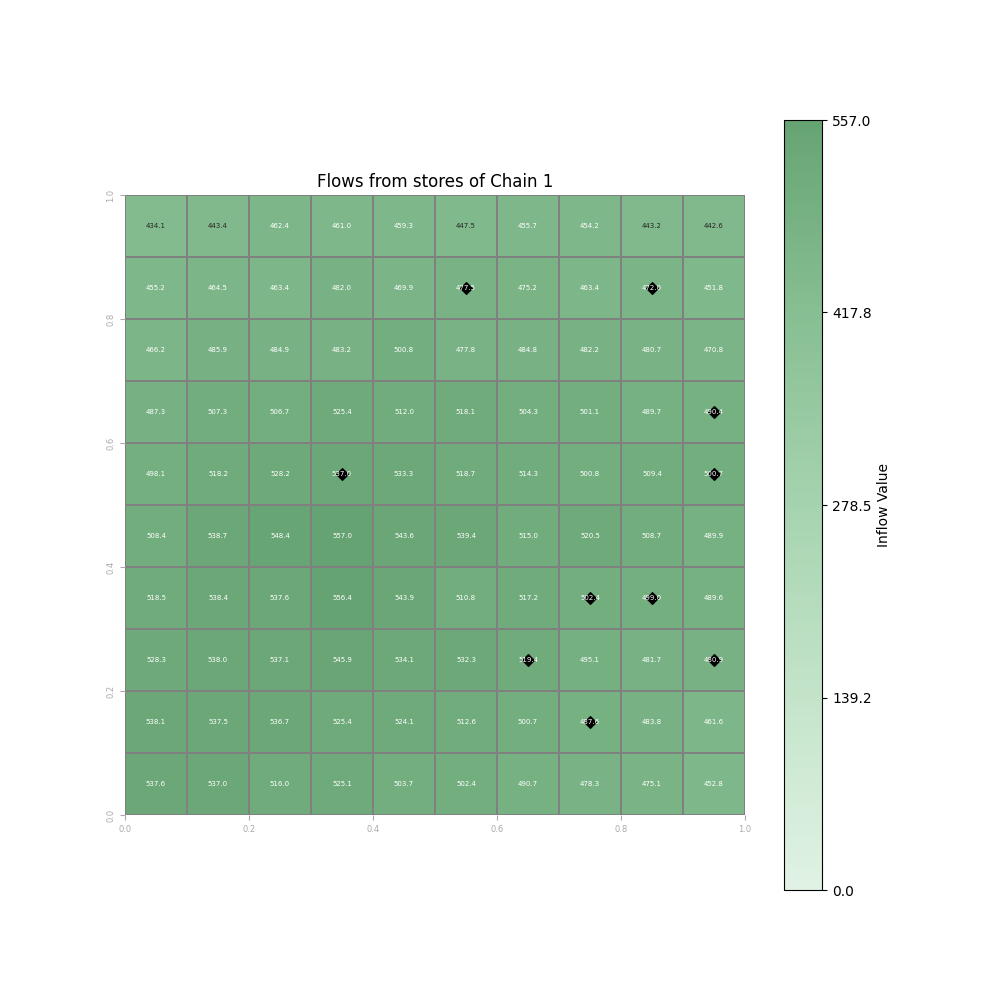 Flows from stores of Chain 1
557.0
417.8
278.5
139.2
0.0
Inflow Value
1.0
0.8
0.6
0.4
0.2
0.0
434.1 443.4 462.4 461.0 459.3 447.5 455.7 454.2 443.2 442.6
455.2 464.5 463.4 482.0 469.9 475.2 463.4 451.8
466.2 485.9 484.9 483.2 500.8 477.8 484.8 482.2 480.7 470.8
487.3 507.3 506.7 525.4 512.0 518.1 504.3 501.1 489.7
498.1 518.2 528.2 533.3 518.7 514.3 500.8 509.4
508.4 538.7 548.4 557.0 543.6 539.4 515.0 520.5 508.7 489.9
518.5 538.4 537.6 556.4 543.9 510.8 517.2 489.6
528.3 538.0 537.1 545.9 534.1 532.3 519.4 495.1 481.7
538.1 537.5 536.7 525.4 524.1 512.6 500.7 483.8 461.6
537.6 537.0 516.0 525.1 503.7 502.4 490.7 478.3 475.1 452.8
0.0 0.2 0.4 0.6 0.8 1.0